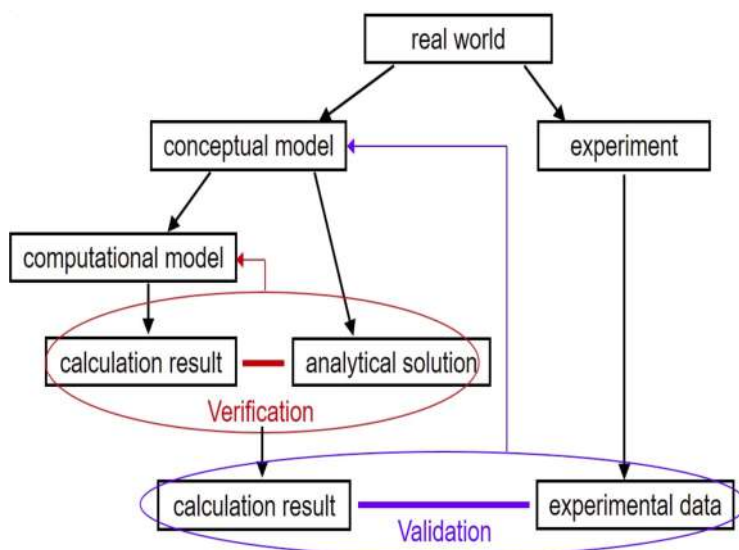 real world
conceptual model
experiment
computational model
calculation result
analytical solution
Verification
calculation result
experimental data
Validation